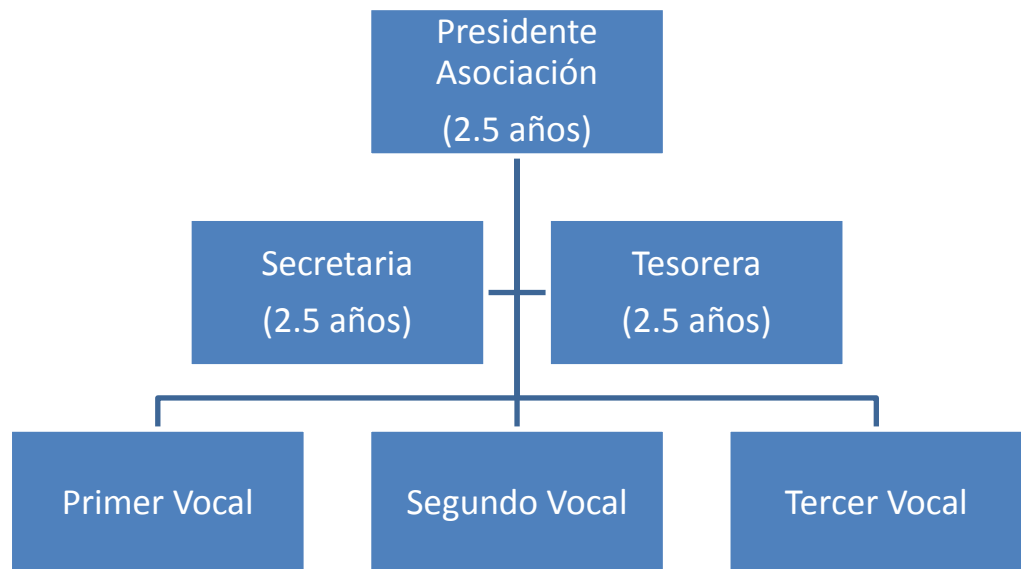 Presidente
Asociación
(2.5 años)
Secretaria
(2.5 años)
Tesorera
(2.5 años)
Primer Vocal
Segundo Vocal
Tercer Vocal